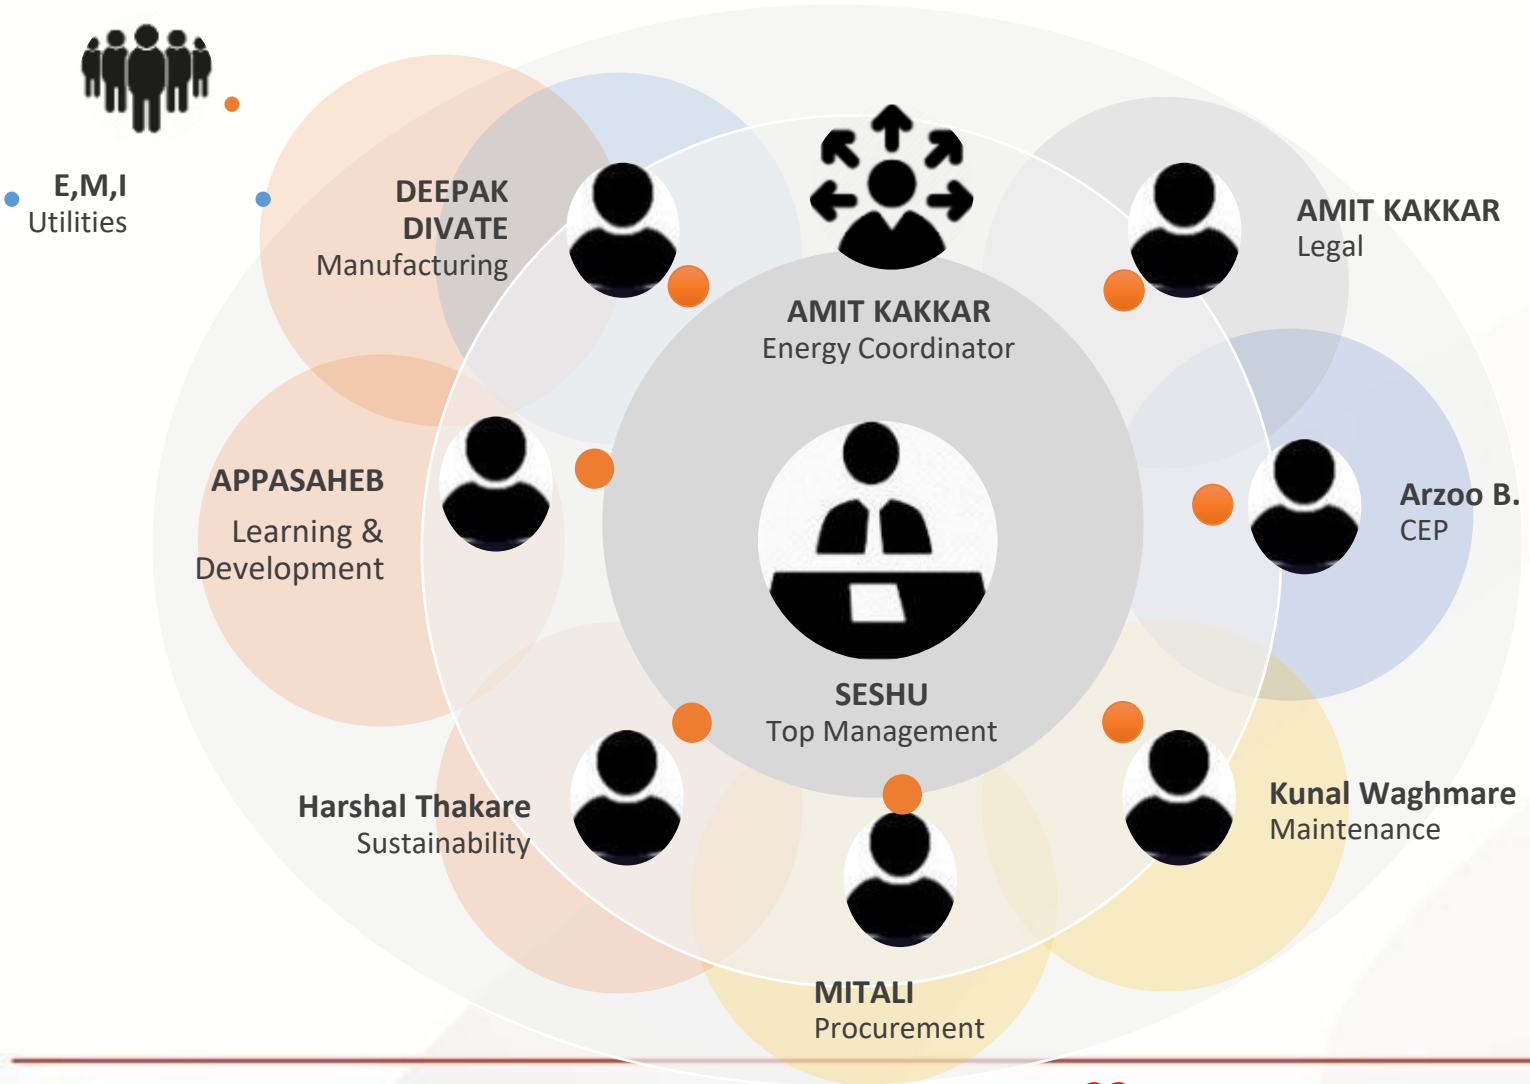 E,M,I
Utilities
DEEPAK
DIVATE
Manufacturing
AMIT KAKKAR
Energy Coordinator
AMIT KAKKAR
Legal
APPASAHEB
Learning &
Development
Arzoo B.
CEP
SESHU
Top Management
Harshal Thakare
Sustainability
Kunal Waghmare
Maintenance
MITALI
Procurement